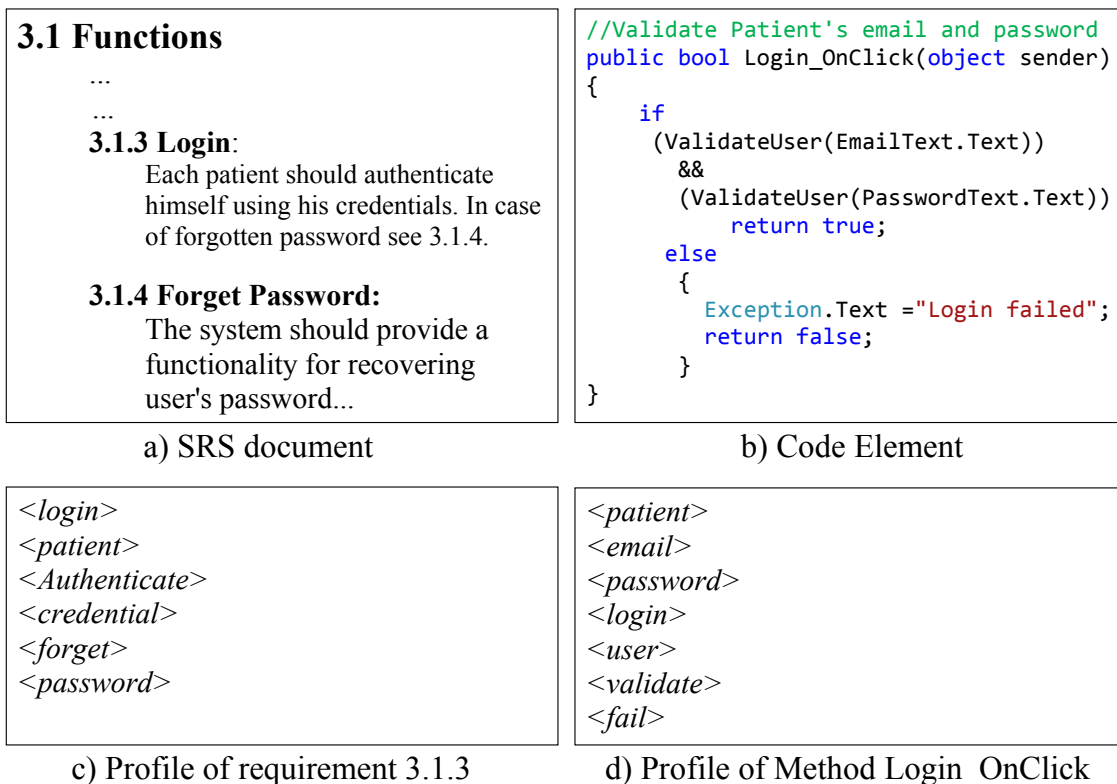 3.1 Functions
...
...
3.1.3 Login:
Each patient should authenticate
himself using his credentials. In case
of forgotten password see 3.1.4.
3.1.4 Forget Password:
The system should provide a
functionality for recovering
user's password...
a) SRS document
//Validate Patient's email and password
public bool Login_OnClick(object sender)
{
if
(ValidateUser(EmailText.Text))
&&
(ValidateUser(PasswordText.Text))
return true;
else
{
Exception.Text ="Login failed";
return false;
}
}
b) Code Element
<login>
<patient>
<Authenticate>
<credential>
<forget>
<password>
c) Profile of requirement 3.1.3
<patient>
<email>
<password>
<login>
<user>
<validate>
<fail>
d) Profile of Method Login_OnClick